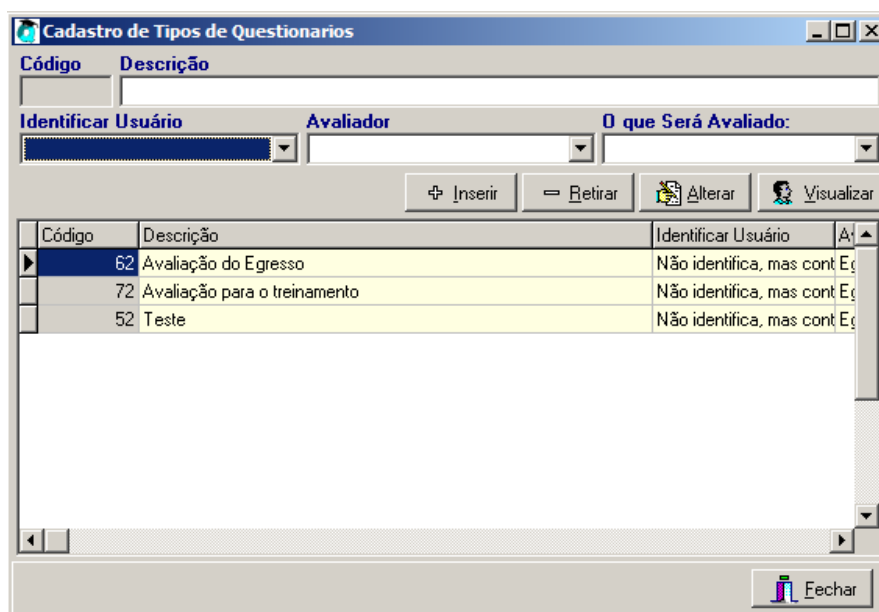 Cadastro de Tipos de Questionarios
Código Descrição
Identificar Usuário Avaliador O que Será Avaliado:
Inserir Retirar Alterar Visualizar
Código Descrição Identificar Usuário
62 Avaliação do Egresso Não identifica, mas cont
72 Avaliação para o treinamento Não identifica, mas cont
52 Teste Não identifica, mas cont
Fechar